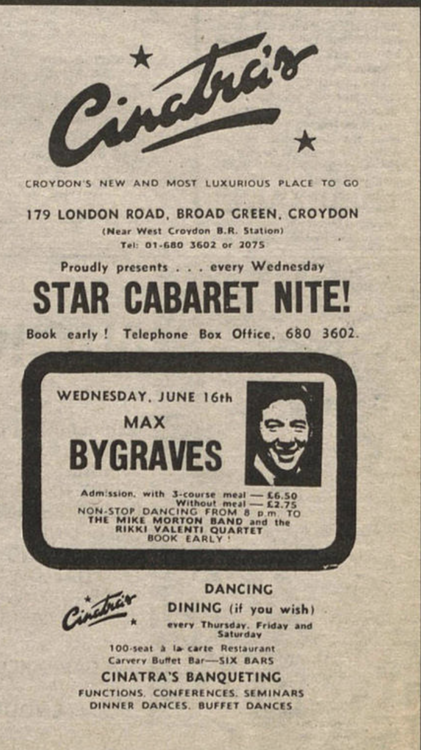 Cinatra's
CROYDON'S NEW AND MOST LUXURIOUS PLACE TO GO
179 LONDON ROAD, BROAD GREEN, CROYDON
(Near West Croydon B.R. Station)
Tel: 01-680 3602 or 2075
Proudly presents . . . every Wednesday
STAR CABARET NITE!
Book early! Telephone Box Office, 680 3602.
WEDNESDAY, JUNE 16th
MAX
BYGRAVES
Admission, with 3-course meal — £6.50
Without meal — £2.75
NON-STOP DANCING FROM 8 p.m. TO
THE MIKE MORTON BAND and the
RIKKI VALENTI QUARTET
BOOK EARLY!
Cinatra's
DANCING
DINING (if you wish)
every Thursday, Friday and
Saturday
100-seat à la carte Restaurant
Carvery Buffet Bar—SIX BARS
CINATRA'S BANQUETING
FUNCTIONS, CONFERENCES, SEMINARS
DINNER DANCES, BUFFET DANCES